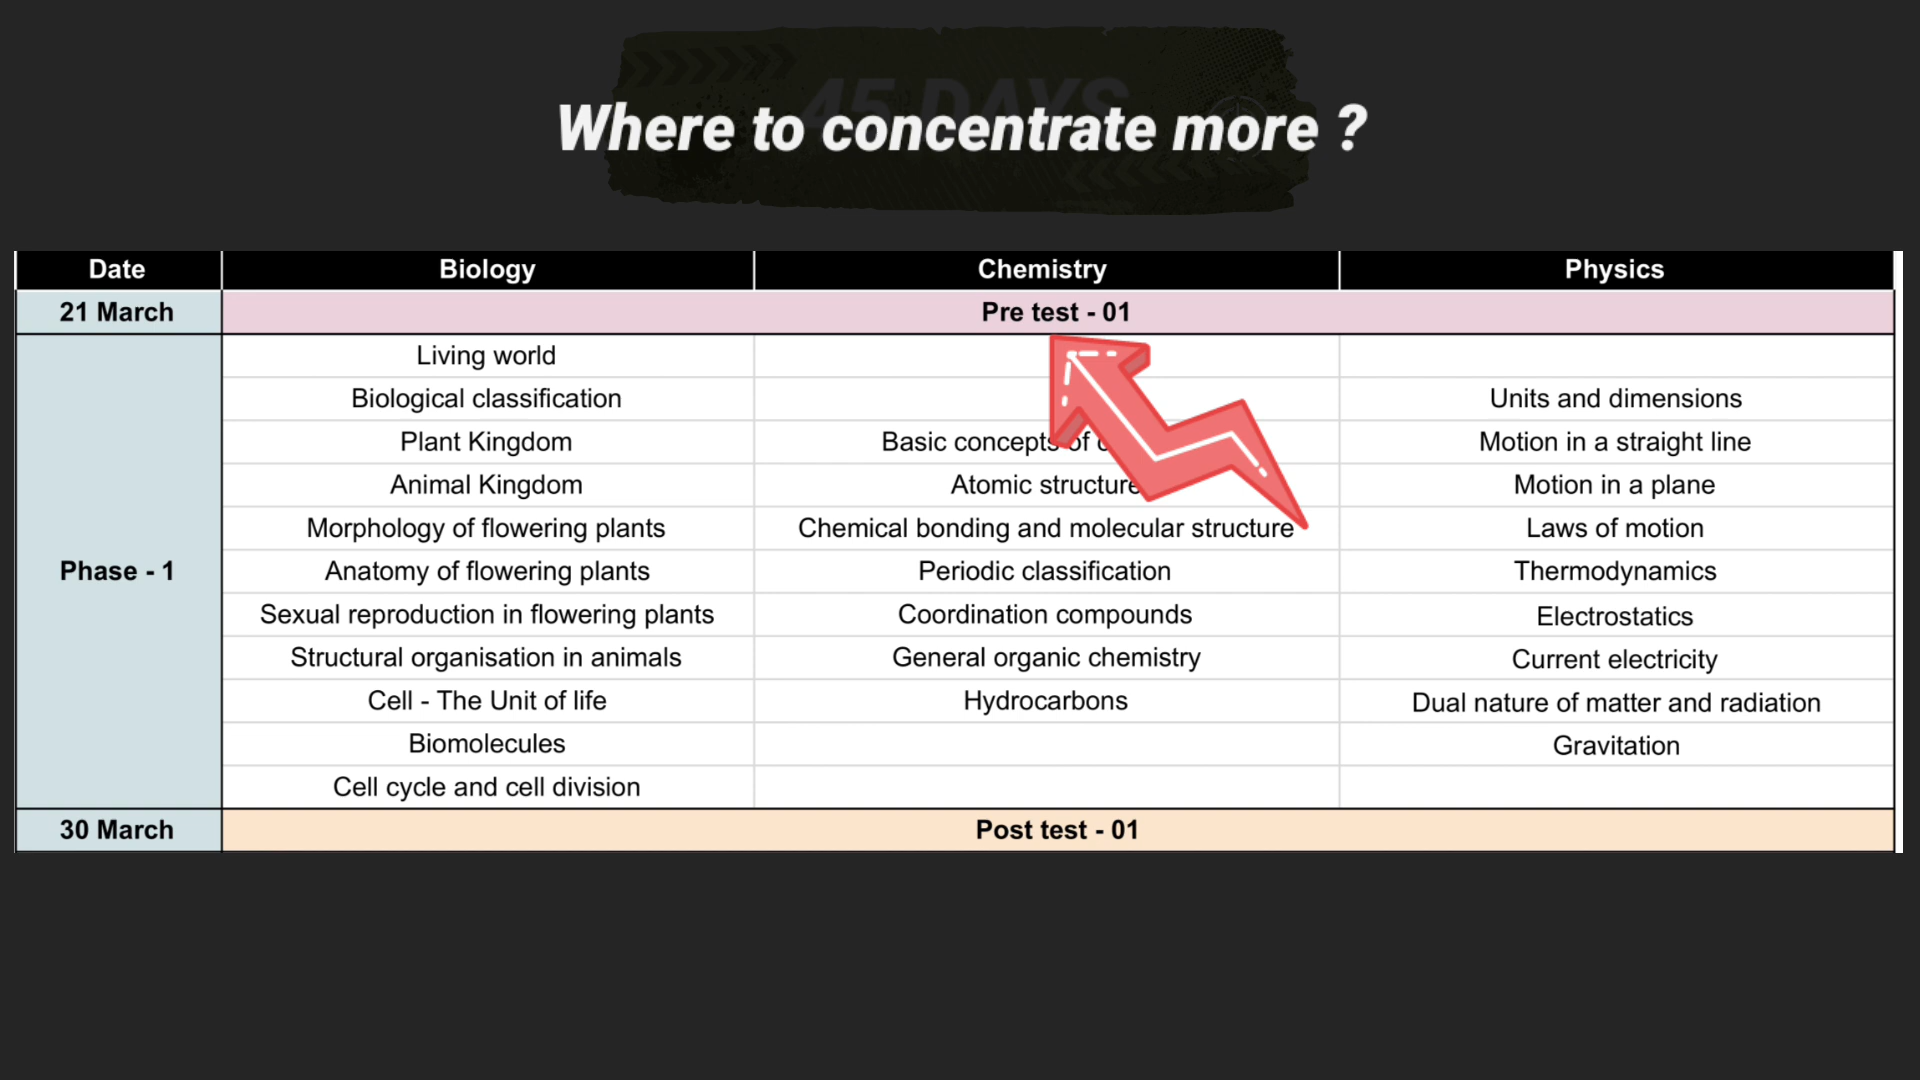 45 DAYS
Where to concentrate more ?
Date Biology Chemistry Physics
21 March Pre test - 01
Living world
Biological classification Units and dimensions
Plant Kingdom Basic concepts of Motion in a straight line
Animal Kingdom Atomic structure Motion in a plane
Morphology of flowering plants Chemical bonding and molecular structure Laws of motion
Phase - 1 Anatomy of flowering plants Periodic classification Thermodynamics
Sexual reproduction in flowering plants Coordination compounds Electrostatics
Structural organisation in animals General organic chemistry Current electricity
Cell - The Unit of life Hydrocarbons Dual nature of matter and radiation
Biomolecules Gravitation
Cell cycle and cell division
30 March Post test - 01